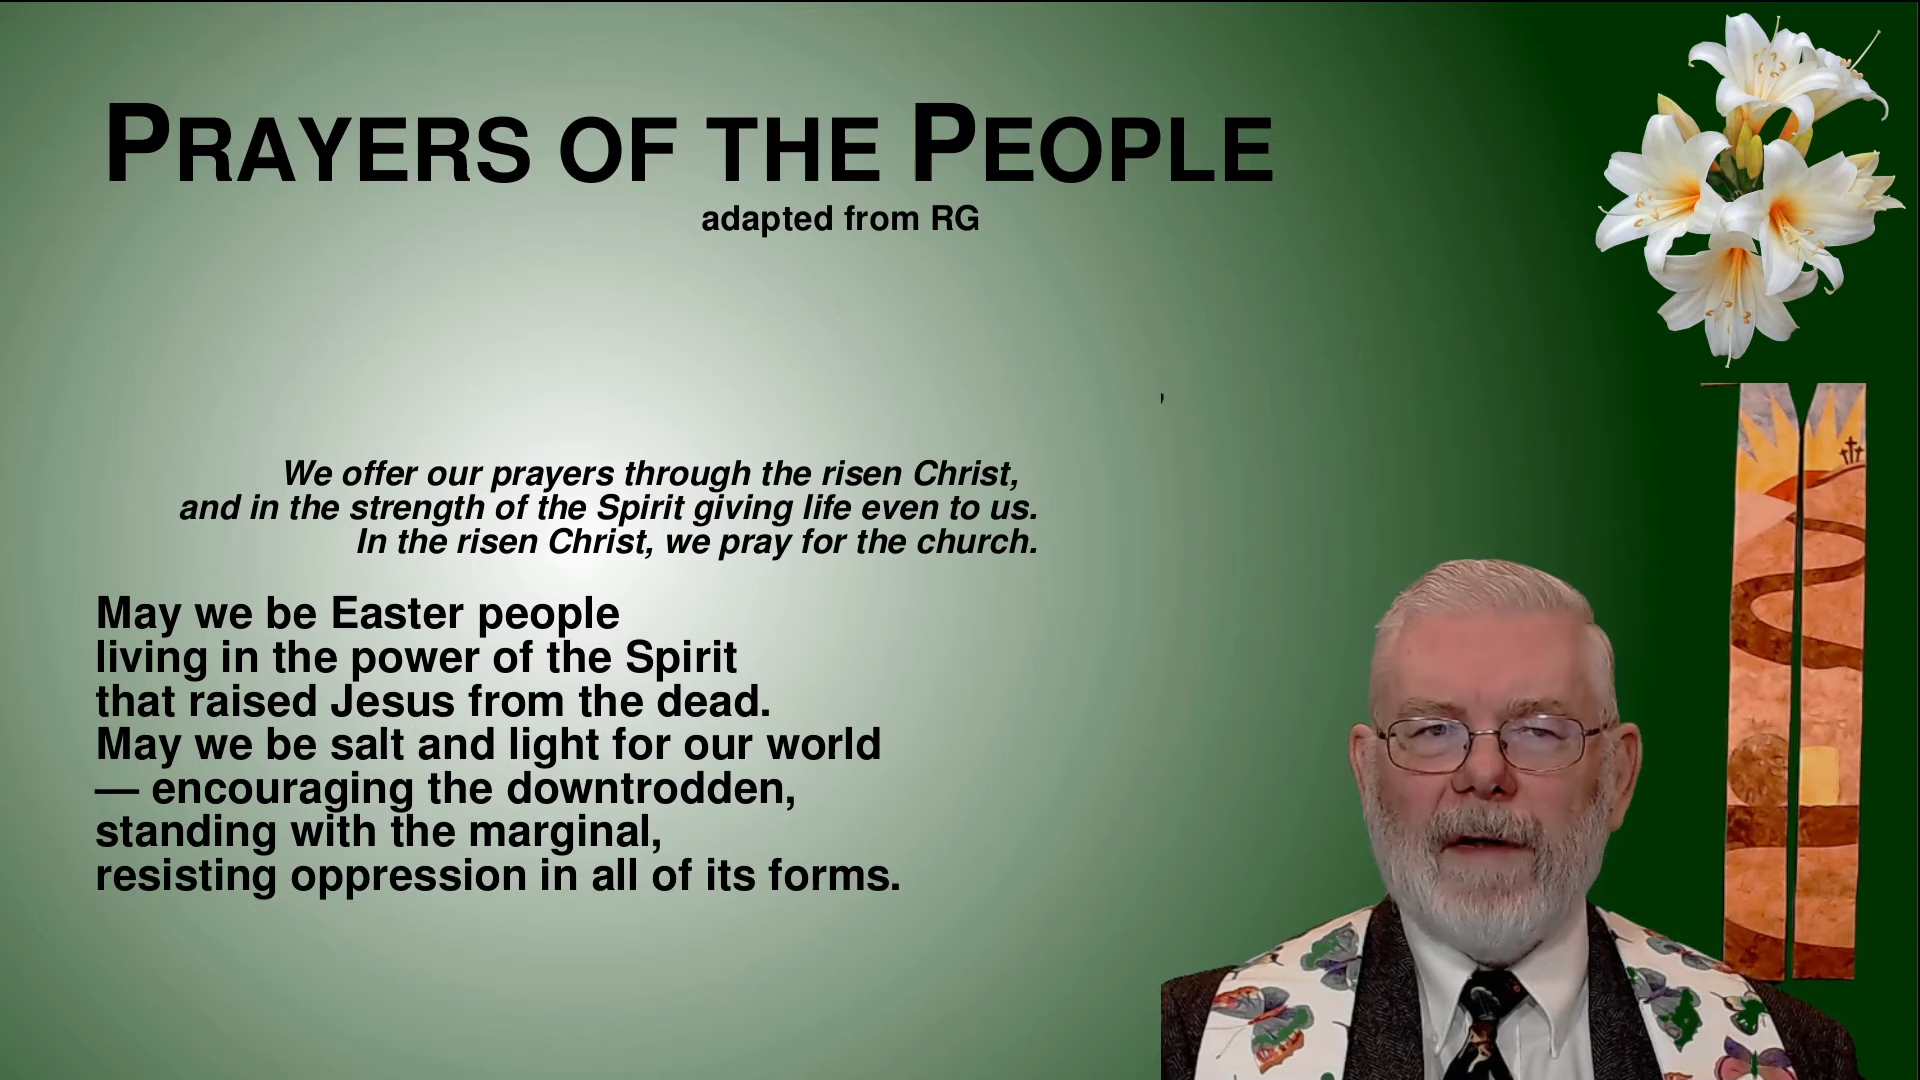 PRAYERS OF THE PEOPLE
adapted from RG
We offer our prayers through the risen Christ,
and in the strength of the Spirit giving life even to us.
In the risen Christ, we pray for the church.
May we be Easter people
living in the power of the Spirit
that raised Jesus from the dead.
May we be salt and light for our world
— encouraging the downtrodden,
standing with the marginal,
resisting oppression in all of its forms.